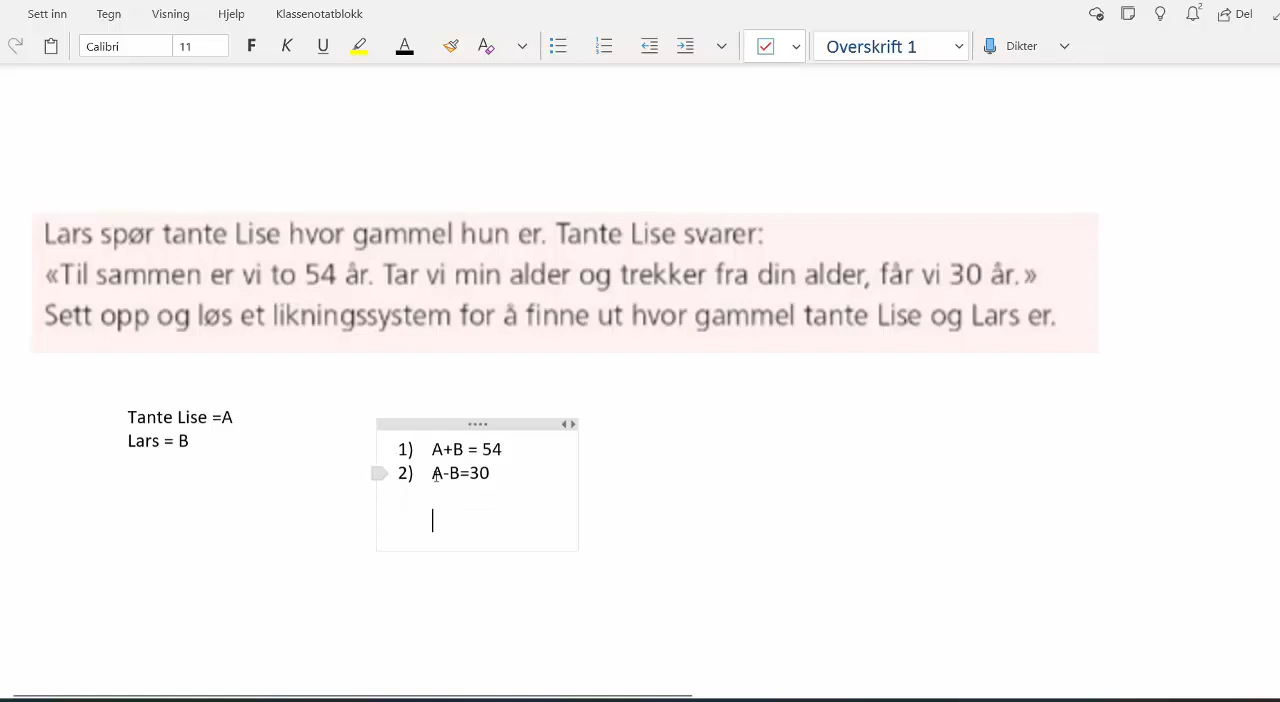 Sett inn Tegn Visning Hjelp Klassenotatblokk 2 Del
Calibri 11 F K U A A Overskrift 1 Dikter
Lars spør tante Lise hvor gammel hun er. Tante Lise svarer:
«Til sammen er vi to 54 år. Tar vi min alder og trekker fra din alder, får vi 30 år.»
Sett opp og løs et likningssystem for å finne ut hvor gammel tante Lise og Lars er.
Tante Lise =A
Lars = B
1) A+B = 54
2) A-B=30